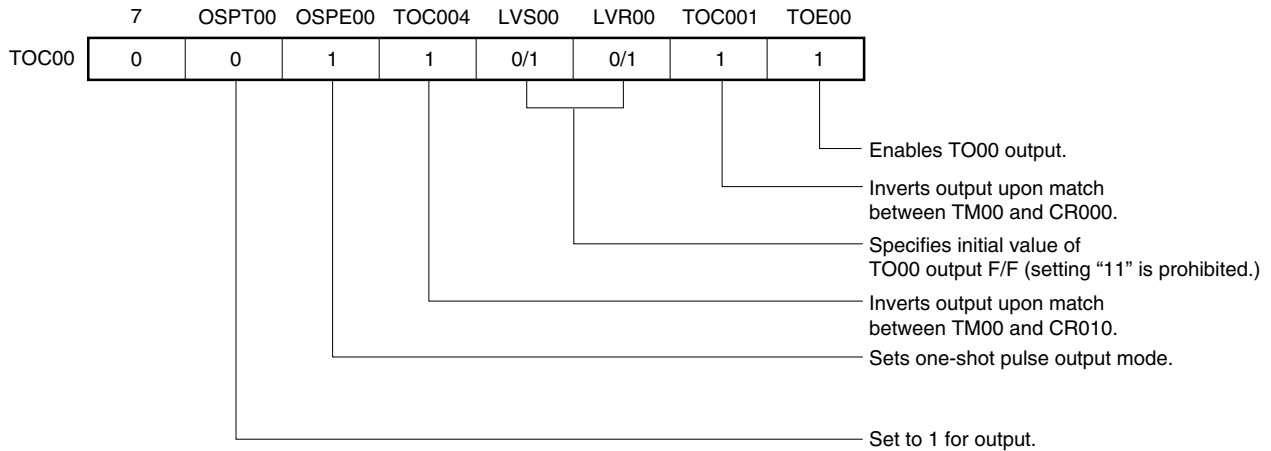 7 OSPT00 OSPE00 TOC004 LVS00 LVR00 TOC001 TOE00
TOC00 0 0 1 1 0/1 0/1 1 1
Enables TO00 output.
Inverts output upon match
between TM00 and CR000.
Specifies initial value of
TO00 output F/F (setting “11” is prohibited.)
Inverts output upon match
between TM00 and CR010.
Sets one-shot pulse output mode.
Set to 1 for output.